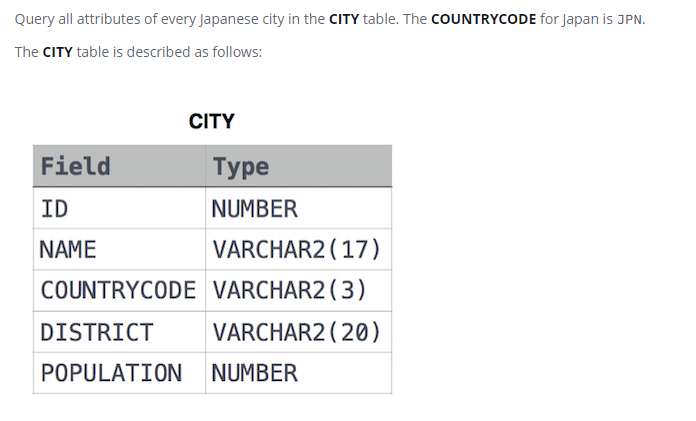 Query all attributes of every Japanese city in the CITY table. The COUNTRYCODE for Japan is JPN.
The CITY table is described as follows:
CITY
Field Type
ID NUMBER
NAME VARCHAR2(17)
COUNTRYCODE VARCHAR2(3)
DISTRICT VARCHAR2(20)
POPULATION NUMBER